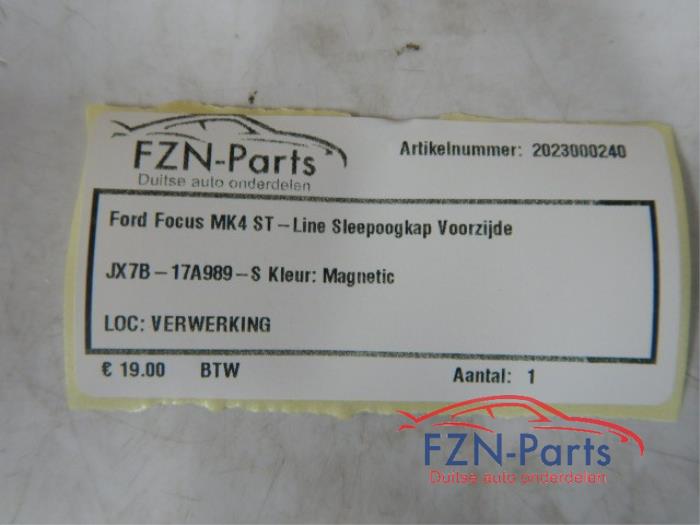 FZN-Parts
Duitse auto onderdelen
Artikelnummer: 2023000240
Ford Focus MK4 ST-Line Sleepoogkap Voorzijde
JX7B-17A989-S Kleur: Magnetic
LOC: VERWERKING
€ 19.00 BTW Aantal: 1
FZN-Parts
Duitse auto onderdelen